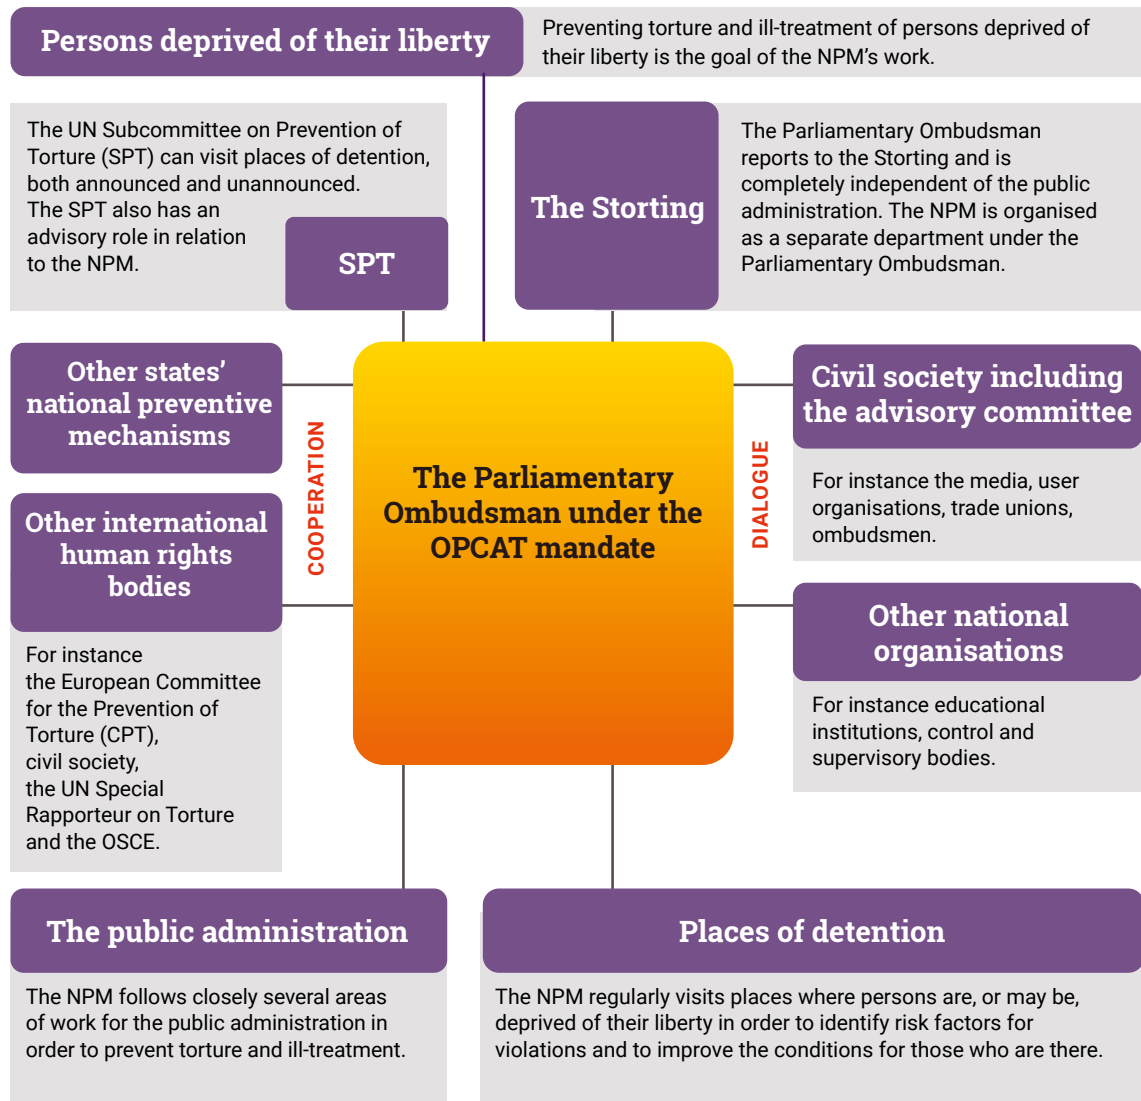 Persons deprived of their liberty
Preventing torture and ill-treatment of persons deprived of
their liberty is the goal of the NPM’s work.
The UN Subcommittee on Prevention of
Torture (SPT) can visit places of detention,
both announced and unannounced.
The SPT also has an
advisory role in relation
to the NPM.
SPT
The Storting
The Parliamentary Ombudsman
reports to the Storting and is
completely independent of the public
administration. The NPM is organised
as a separate department under the
Parliamentary Ombudsman.
Other states’
national preventive
mechanisms
Other international
human rights
bodies
For instance
the European Committee
for the Prevention of
Torture (CPT),
civil society,
the UN Special
Rapporteur on Torture
and the OSCE.
COOPERATION
The Parliamentary
Ombudsman under the
OPCAT mandate
DIALOGUE
Civil society including
the advisory committee
For instance the media, user
organisations, trade unions,
ombudsmen.
Other national
organisations
For instance educational
institutions, control and
supervisory bodies.
The public administration
The NPM follows closely several areas
of work for the public administration in
order to prevent torture and ill-treatment.
Places of detention
The NPM regularly visits places where persons are, or may be,
deprived of their liberty in order to identify risk factors for
violations and to improve the conditions for those who are there.